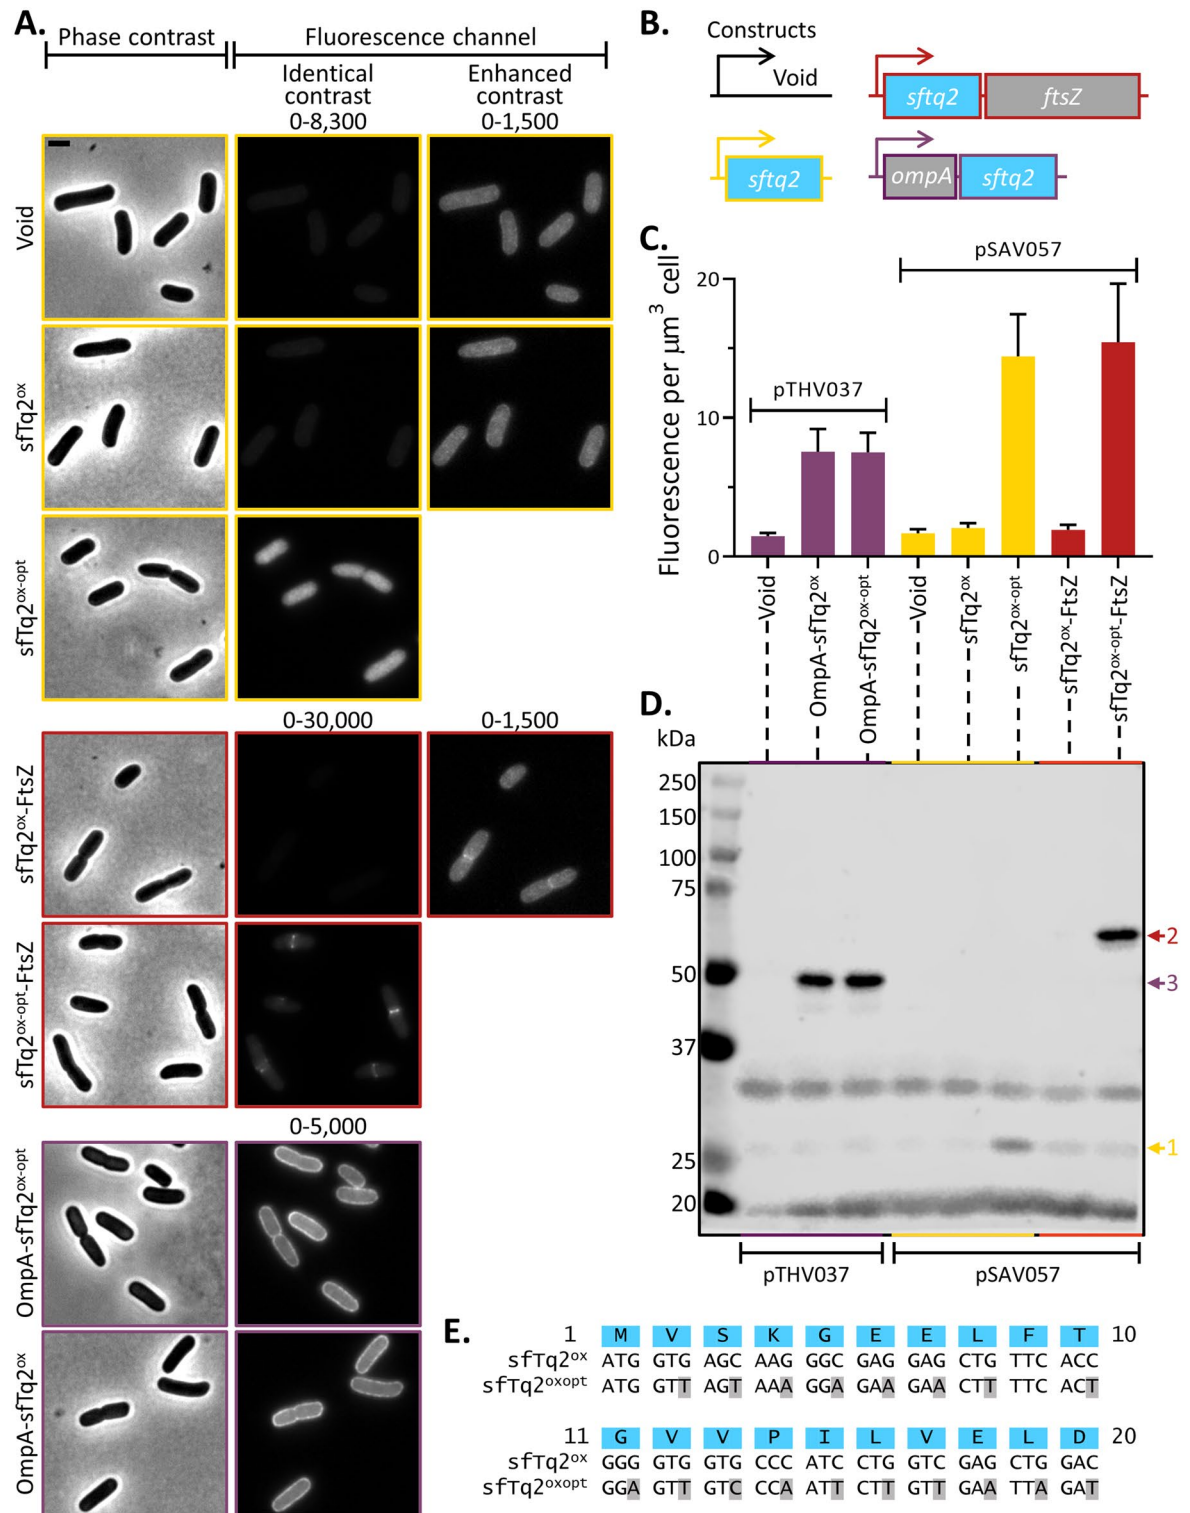 A.
Phase contrast
Fluorescence channel
Identical contrast
0-8,300
Enhanced contrast
0-1,500
Void
sfTq2ox
sfTq2ox-opt
0-30,000
0-1,500
sfTq2ox-FtsZ
sfTq2ox-opt-FtsZ
0-5,000
OmpA-sfTq2ox-opt
OmpA-sfTq2ox
B.
Constructs
Void
sftq2 ftsZ
sftq2
ompA sftq2
C.
pSAV057
pTHV037
Fluorescence per µm3 cell
20
10
0
Void
OmpA-sfTq2ox
OmpA-sfTq2ox-opt
Void
sfTq2ox
sfTq2ox-opt
sfTq2ox-FtsZ
sfTq2ox-opt-FtsZ
D.
kDa
250
150
100
75
50
37
25
20
2
3
1
pTHV037
pSAV057
E.
1 M V S K G E E L F T 10
sfTq2ox ATG GTG AGC AAG GGC GAG GAG CTG TTC ACC
sfTq2oxopt ATG GTT AGT AAA GGA GAA GAA CTT TTC ACT
11 G V V P I L V E L D 20
sfTq2ox GGG GTG GTG CCC ATC CTG GTC GAG CTG GAC
sfTq2oxopt GGA GTT GTC CCA ATT CTT GTT GAA TTA GAT